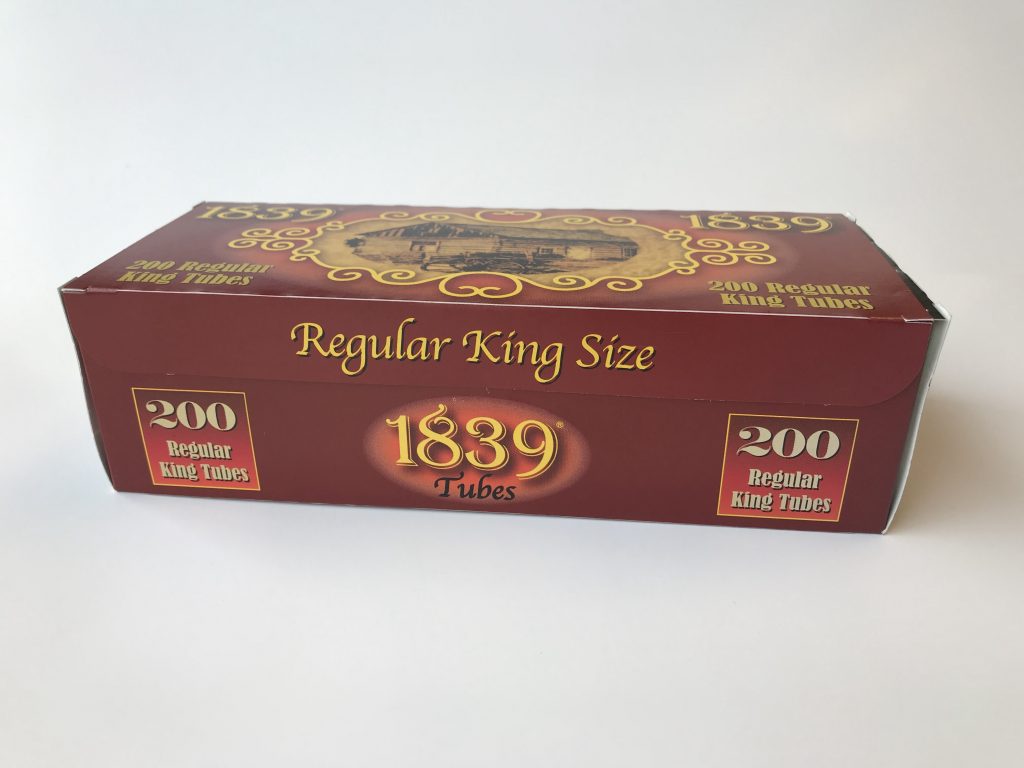 1839
1839
200 Regular
King Tubes
200 Regular
King Tubes
Regular King Size
200
Regular
King Tubes
1839®
Tubes
200
Regular
King Tubes